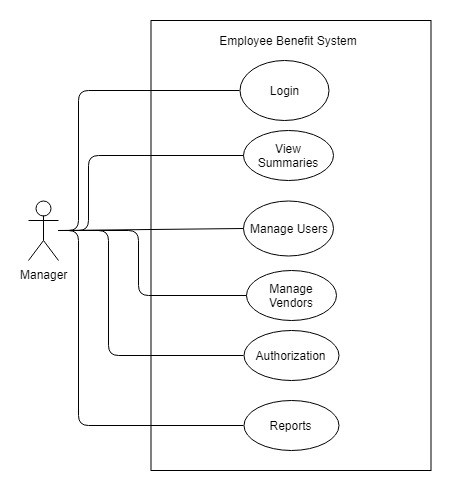 Employee Benefit System
Login
View
Summaries
Manage Users
Manager
Manage
Vendors
Authorization
Reports